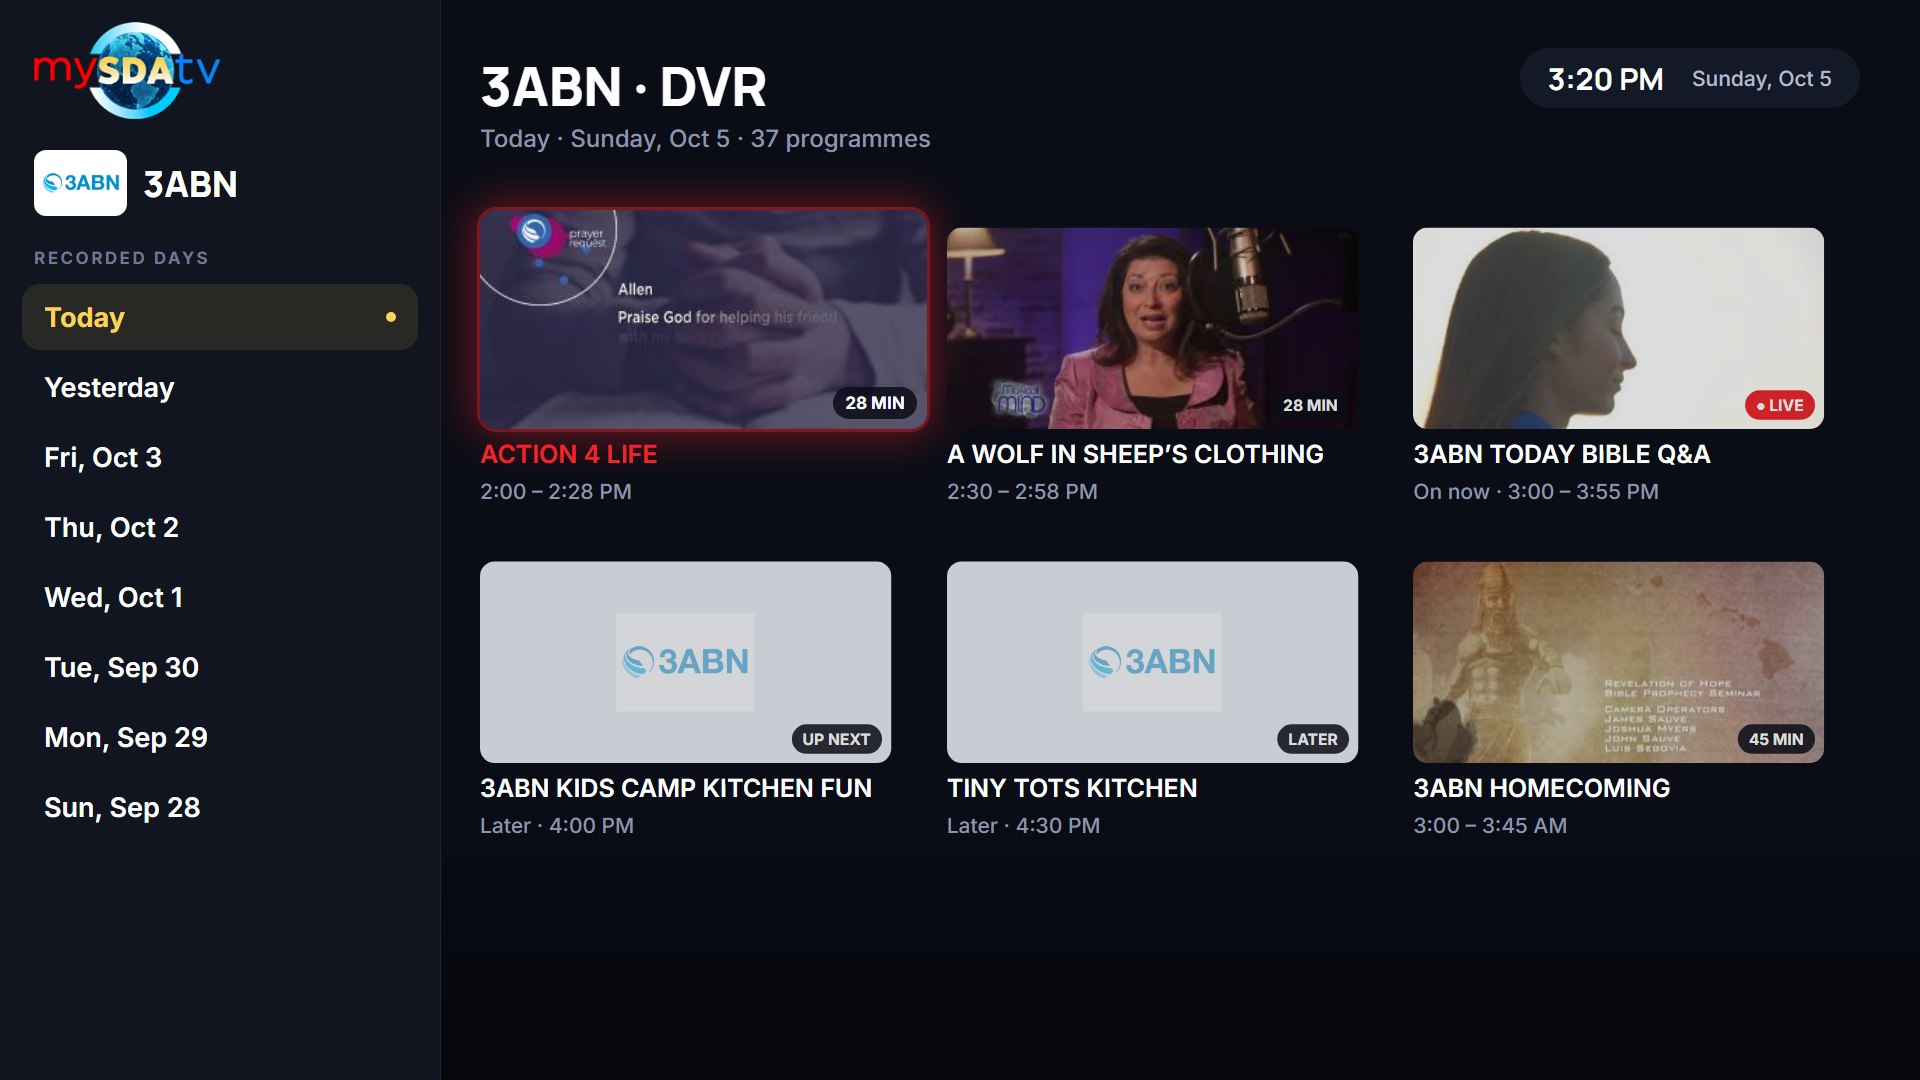 mySDAtv
3ABN
3ABN
RECORDED DAYS
Today
Yesterday
Fri, Oct 3
Thu, Oct 2
Wed, Oct 1
Tue, Sep 30
Mon, Sep 29
Sun, Sep 28
3ABN · DVR
Today · Sunday, Oct 5 · 37 programmes
3:20 PM Sunday, Oct 5
prayer
request
Allen
Praise God for helping his friend
28 MIN
ACTION 4 LIFE
2:00 – 2:28 PM
mind
28 MIN
A WOLF IN SHEEP’S CLOTHING
2:30 – 2:58 PM
LIVE
3ABN TODAY BIBLE Q&A
On now · 3:00 – 3:55 PM
3ABN
UP NEXT
3ABN KIDS CAMP KITCHEN FUN
Later · 4:00 PM
3ABN
LATER
TINY TOTS KITCHEN
Later · 4:30 PM
REVELATION OF HOPE
BIBLE PROPHECY SEMINAR
CAMERA OPERATORS
JAMES SAUVE
JOSHUA MYERS
JOHN SAUVE
LUIS SEGOVIA
45 MIN
3ABN HOMECOMING
3:00 – 3:45 AM